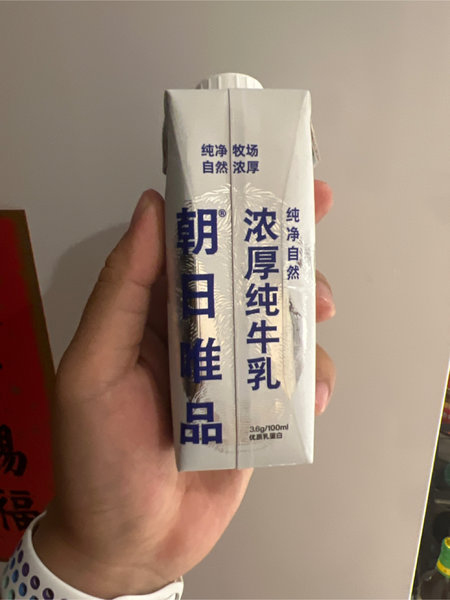 纯净 牧场
自然 浓厚
朝日唯品®
浓厚纯牛乳
纯净自然
3.6g/100ml
优质乳蛋白
福